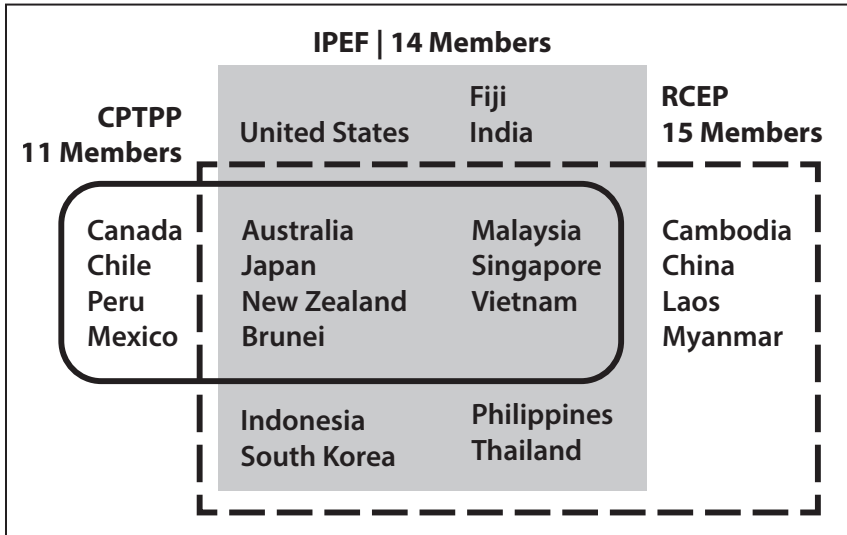 IPEF | 14 Members
CPTPP
11 Members
United States
Fiji
India
RCEP
15 Members
Canada
Chile
Peru
Mexico
Australia
Japan
New Zealand
Brunei
Malaysia
Singapore
Vietnam
Cambodia
China
Laos
Myanmar
Indonesia
South Korea
Philippines
Thailand